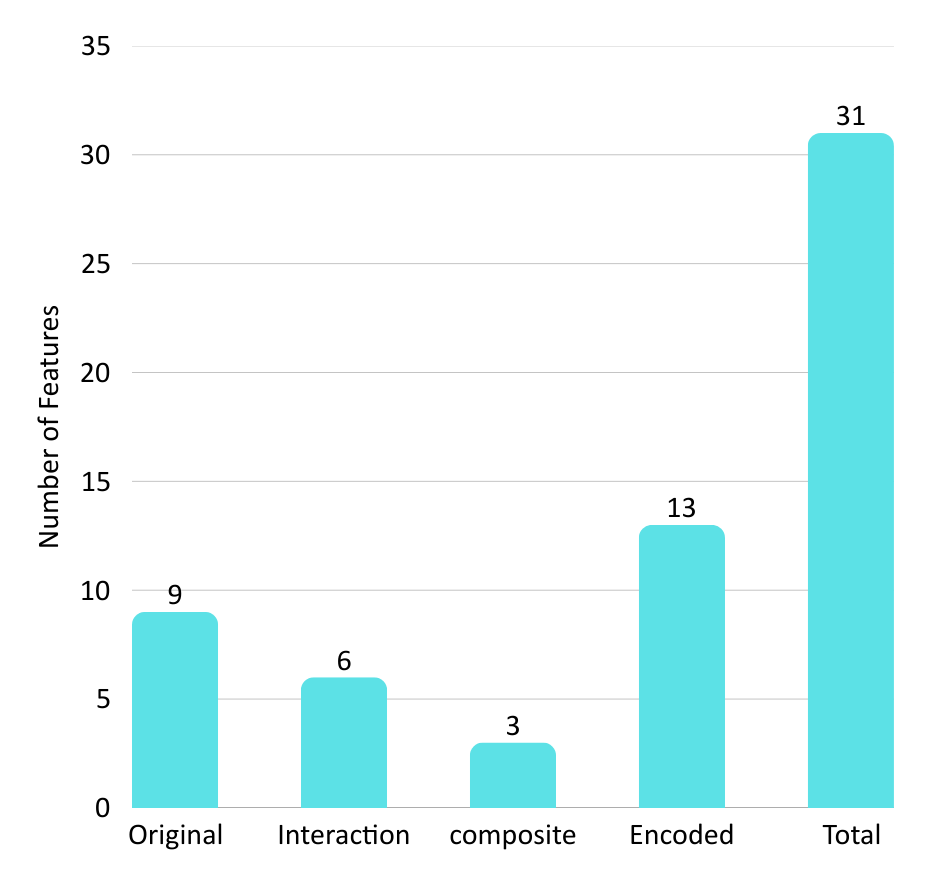 Number of Features
35
30
25
20
15
10
5
0
9
6
3
13
31
Original
Interaction
composite
Encoded
Total